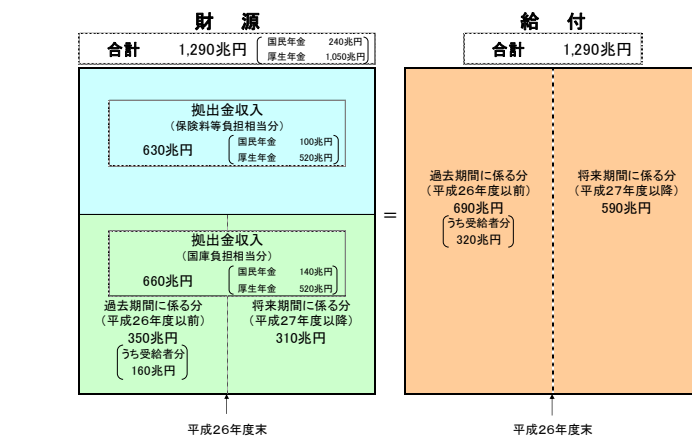 財　源
合計 1,290兆円 国民年金 240兆円
厚生年金 1,050兆円
拠出金収入
（保険料等負担相当分）
630兆円 国民年金 100兆円
厚生年金 520兆円
拠出金収入
（国庫負担相当分）
660兆円 国民年金 140兆円
厚生年金 520兆円
過去期間に係る分
（平成26年度以前）
350兆円
うち受給者分
160兆円
将来期間に係る分
（平成27年度以降）
310兆円
平成26年度末
＝
給　付
合計 1,290兆円
過去期間に係る分
（平成26年度以前）
690兆円
うち受給者分
320兆円
将来期間に係る分
（平成27年度以降）
590兆円
平成26年度末